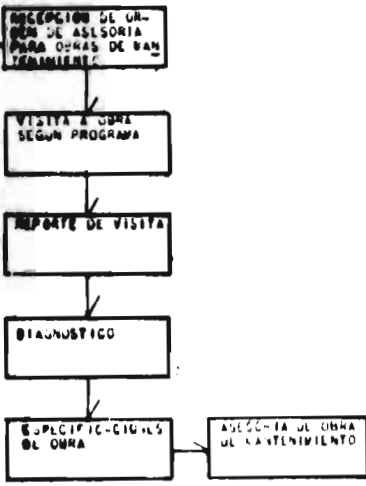 RECEPCION DE OR-
DEN DE ASESORIA
PARA OBRAS DE MAN
TENIMIENTO
VISITA A OBRA
SEGUN PROGRAMA
REPORTE DE VISITA
DIAGNOSTICO
ESPECIFICACIONES
DE OBRA
ASESORIA DE OBRA
DE MANTENIMIENTO